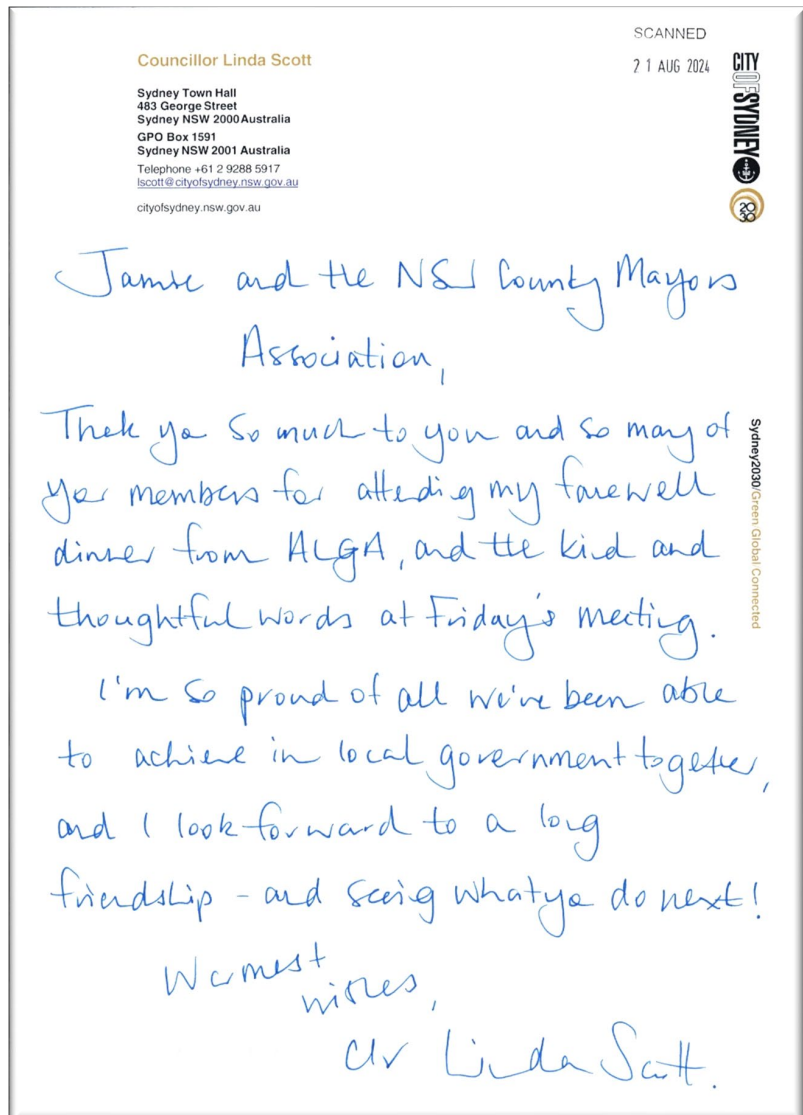 SCANNED
21 AUG 2024
Councillor Linda Scott
Sydney Town Hall
483 George Street
Sydney NSW 2000 Australia
GPO Box 1591
Sydney NSW 2001 Australia
Telephone +61 2 9288 5917
lscott@cityofsydney.nsw.gov.au
cityofsydney.nsw.gov.au
CITY OF SYDNEY
2030
Jamie and the NSW Country Mayors
Association,
Thank you so much to you and so many of
your members for attending my farewell
dinner from ALGA, and the kind and
thoughtful words at Friday's meeting.
I'm so proud of all we've been able
to achieve in local government together,
and I look forward to a long
friendship - and seeing what you do next!
Warmest
wishes,
Clr Linda Scott.
Sydney2030/Green Global Connected